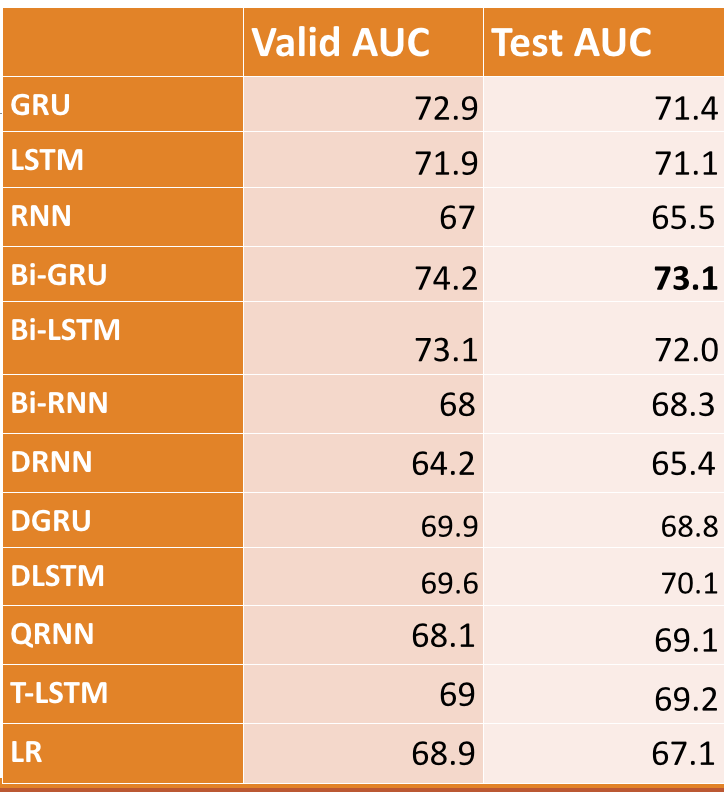 Valid AUC Test AUC
GRU 72.9 71.4
LSTM 71.9 71.1
RNN 67 65.5
Bi-GRU 74.2 73.1
Bi-LSTM 73.1 72.0
Bi-RNN 68 68.3
DRNN 64.2 65.4
DGRU 69.9 68.8
DLSTM 69.6 70.1
QRNN 68.1 69.1
T-LSTM 69 69.2
LR 68.9 67.1